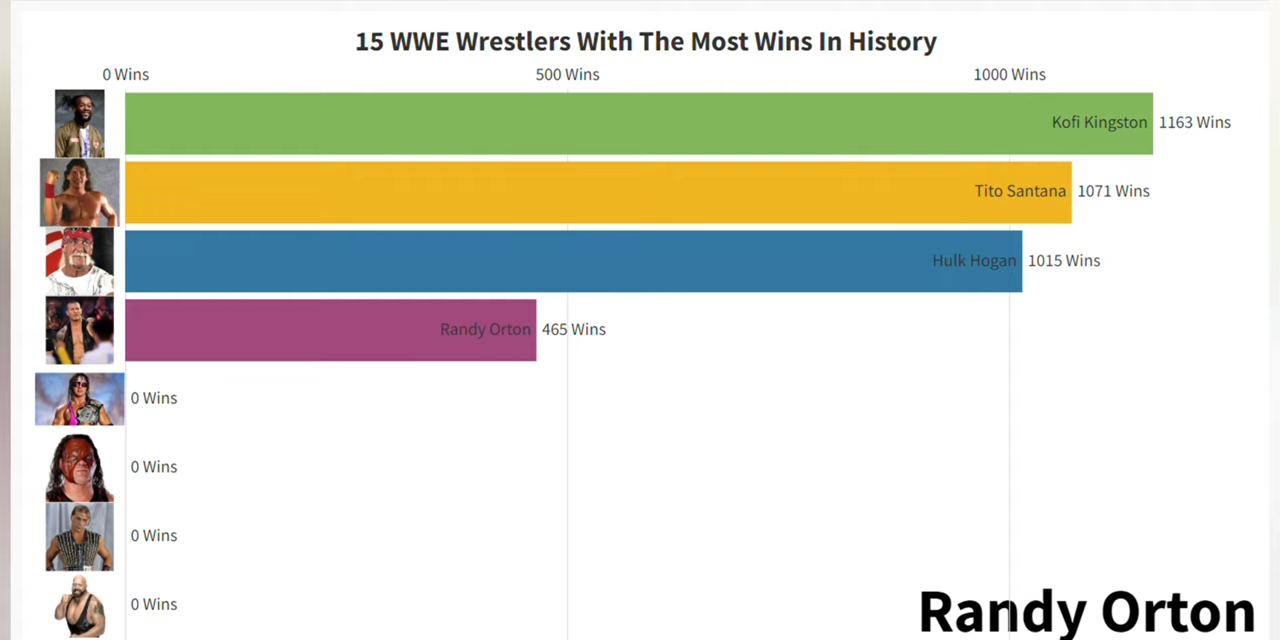 15 WWE Wrestlers With The Most Wins In History
0 Wins 500 Wins 1000 Wins
Kofi Kingston 1163 Wins
Tito Santana 1071 Wins
Hulk Hogan 1015 Wins
Randy Orton 465 Wins
0 Wins
0 Wins
0 Wins
0 Wins
Randy Orton